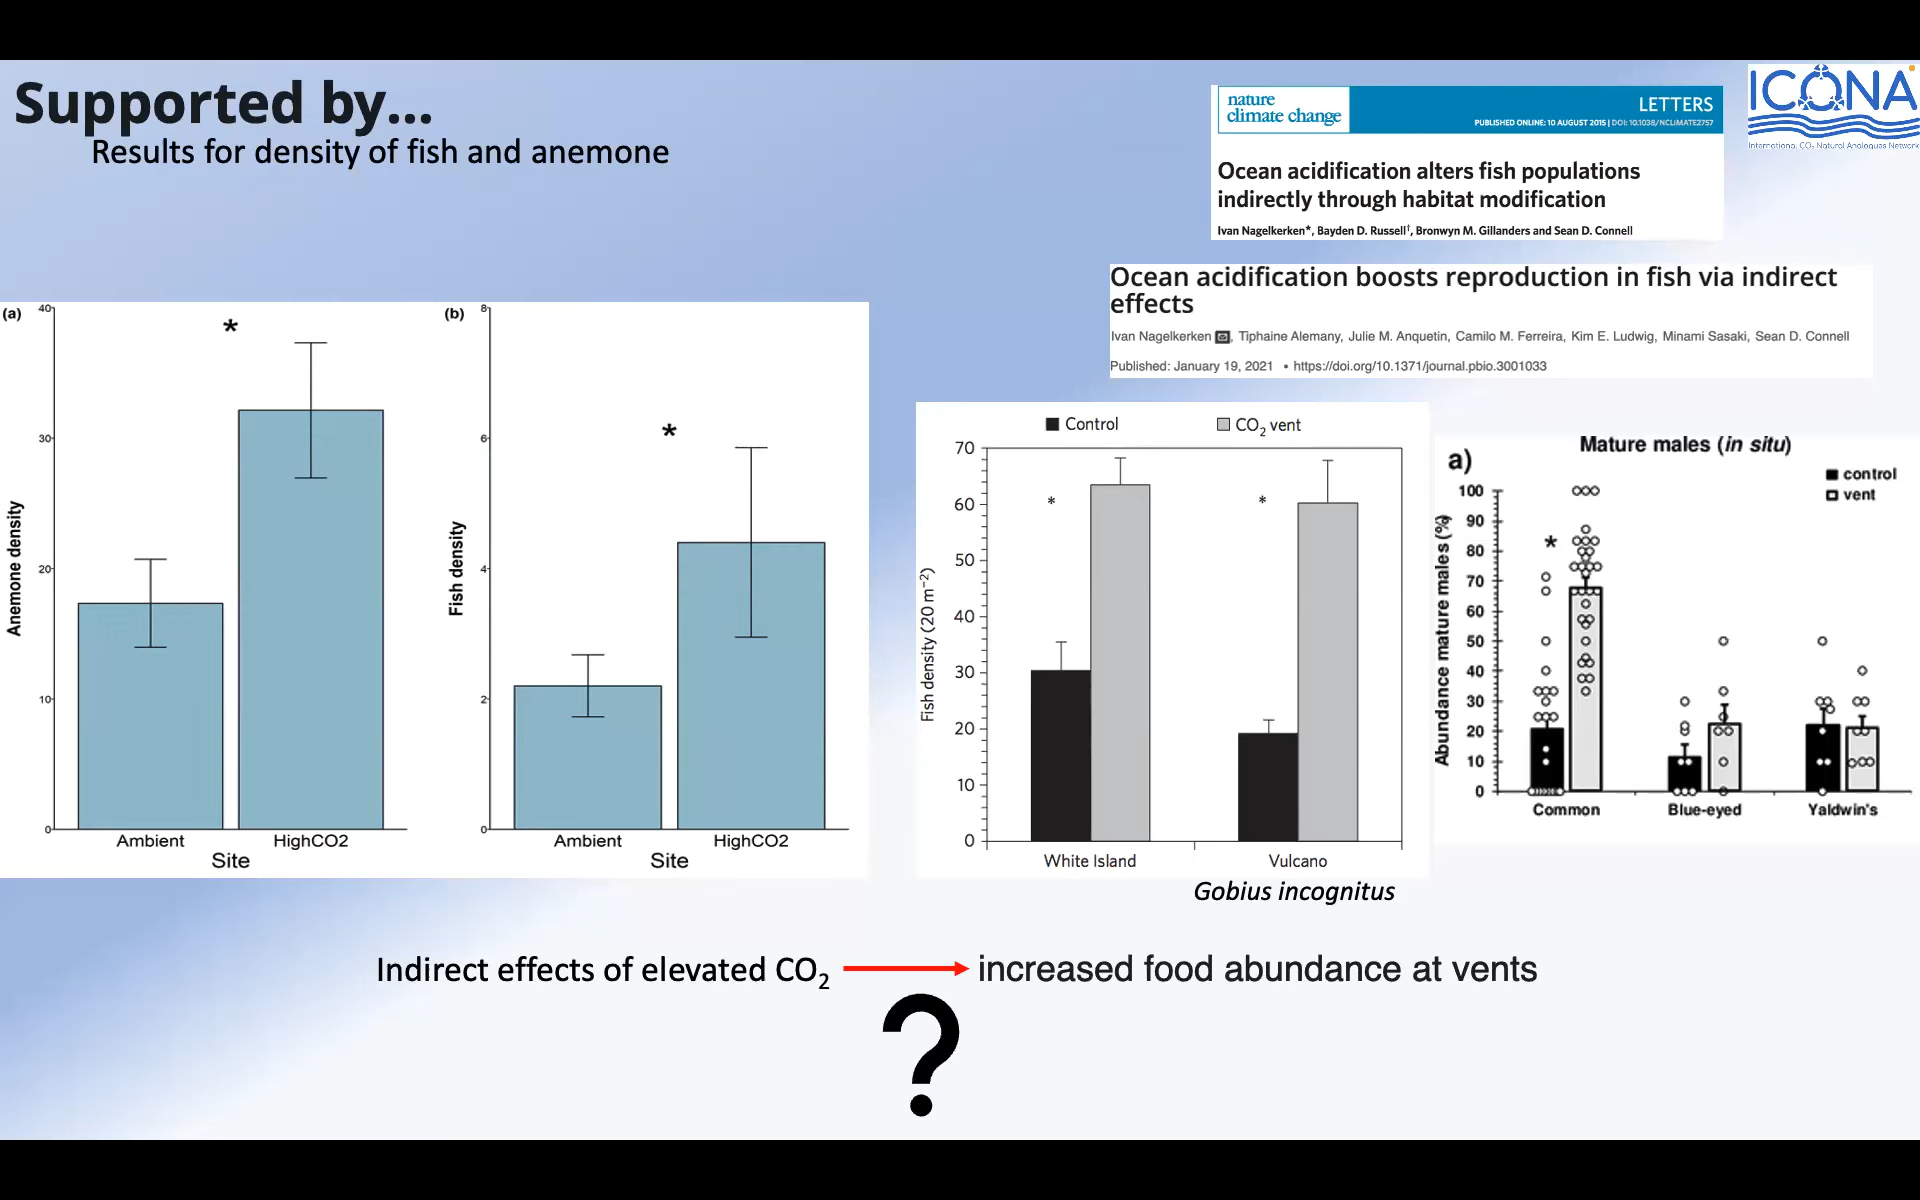 Supported by...
Results for density of fish and anemone
nature
climate change
LETTERS
PUBLISHED ONLINE: 10 AUGUST 2015 | DOI: 10.1038/NCLIMATE2757
Ocean acidification alters fish populations
indirectly through habitat modification
Ivan Nagelkerken*, Bayden D. Russell†, Bronwyn M. Gillanders and Sean D. Connell
ICONA
International CO₂ Natural Analogues Network
Ocean acidification boosts reproduction in fish via indirect
effects
Ivan Nagelkerken ✉, Tiphaine Alemany, Julie M. Anquetin, Camilo M. Ferreira, Kim E. Ludwig, Minami Sasaki, Sean D. Connell
Published: January 19, 2021 • https://doi.org/10.1371/journal.pbio.3001033
(a)
*
Anemone density
40
30
20
10
0
Ambient HighCO2
Site
(b)
*
Fish density
8
6
4
2
0
Ambient HighCO2
Site
Control CO₂ vent
Fish density (20 m⁻²)
70
60
50
40
30
20
10
0
* *
White Island Vulcano
Gobius incognitus
Mature males (in situ)
a)
control
vent
Abundance mature males (%)
100
90
80
70
60
50
40
30
20
10
0
*
Common Blue-eyed Yaldwin's
Indirect effects of elevated CO₂ increased food abundance at vents
?